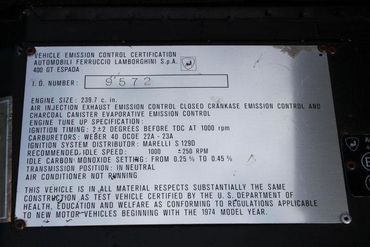 VEHICLE EMISSION CONTROL CERTIFICATION
AUTOMOBILI FERRUCCIO LAMBORGHINI S.p.A.
400 GT ESPADA
I.D. NUMBER: 9572
ENGINE SIZE: 239.7 c. in.
AIR INJECTION EXHAUST EMISSION CONTROL CLOSED CRANKASE EMISSION CONTROL AND
CHARCOAL CANISTER EVAPORATIVE EMISSION CONTROL
ENGINE TUNE UP SPECIFICATION:
IGNITION TIMING: 2±2 DEGREES BEFORE TDC AT 1000 rpm
CARBURETORS: WEBER 40 DCOE 22A - 23A
IGNITION SYSTEM DISTRIBUTOR: MARELLI S 129D
RECOMMENDED IDLE SPEED: 1000 ±250 RPM
IDLE CARBON MONOXIDE SETTING: FROM 0.25 % TO 0.45 %
TRANSMISSION POSITION: IN NEUTRAL
AIR CONDITIONER NOT RUNNING
THIS VEHICLE IS IN ALL MATERIAL RESPECTS SUBSTANTIALLY THE SAME
CONSTRUCTION AS TEST VEHICLE CERTIFIED BY THE U.S. DEPARTMENT OF
HEALTH, EDUCATION AND WELFARE AS CONFORMING TO REGULATIONS APPLICABLE
TO NEW MOTOR VEHICLES BEGINNING WITH THE 1974 MODEL YEAR.